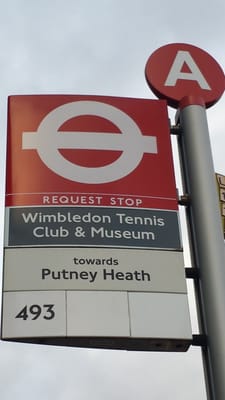 A
REQUEST STOP
Wimbledon Tennis
Club & Museum
towards
Putney Heath
493